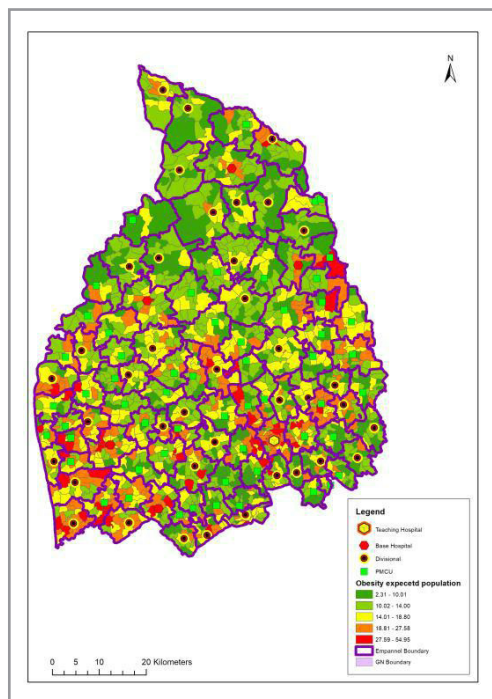 N
Legend
Teaching Hospital
Base Hospital
Divisional
PMCU
Obesity expecetd population
2.31 - 10.01
10.02 - 14.00
14.01 - 18.80
18.81 - 27.58
27.59 - 54.95
Empannel Boundary
GN Boundary
0 5 10 20 Kilometers